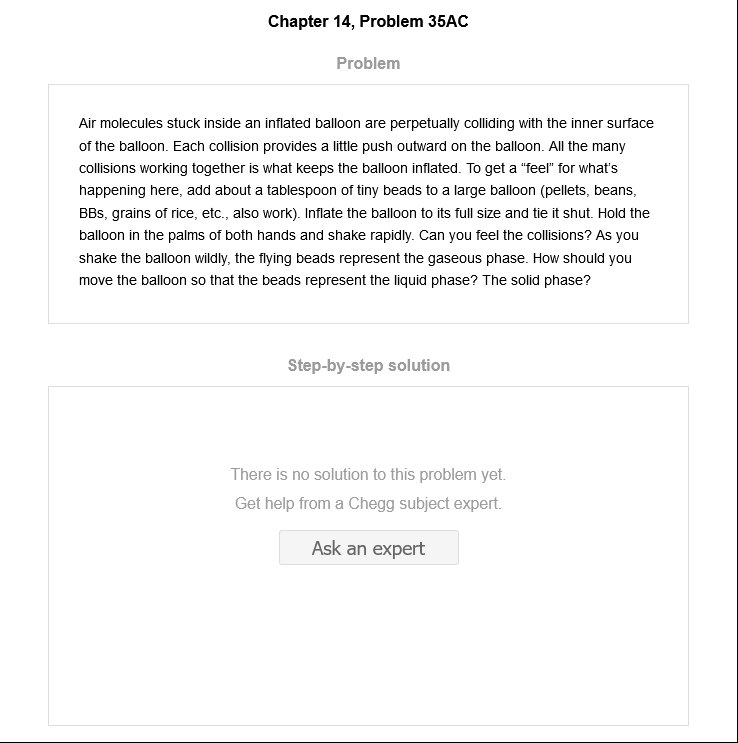 Chapter 14, Problem 35AC
Problem
Air molecules stuck inside an inflated balloon are perpetually colliding with the inner surface
of the balloon. Each collision provides a little push outward on the balloon. All the many
collisions working together is what keeps the balloon inflated. To get a “feel” for what’s
happening here, add about a tablespoon of tiny beads to a large balloon (pellets, beans,
BBs, grains of rice, etc., also work). Inflate the balloon to its full size and tie it shut. Hold the
balloon in the palms of both hands and shake rapidly. Can you feel the collisions? As you
shake the balloon wildly, the flying beads represent the gaseous phase. How should you
move the balloon so that the beads represent the liquid phase? The solid phase?
Step-by-step solution
There is no solution to this problem yet.
Get help from a Chegg subject expert.
Ask an expert